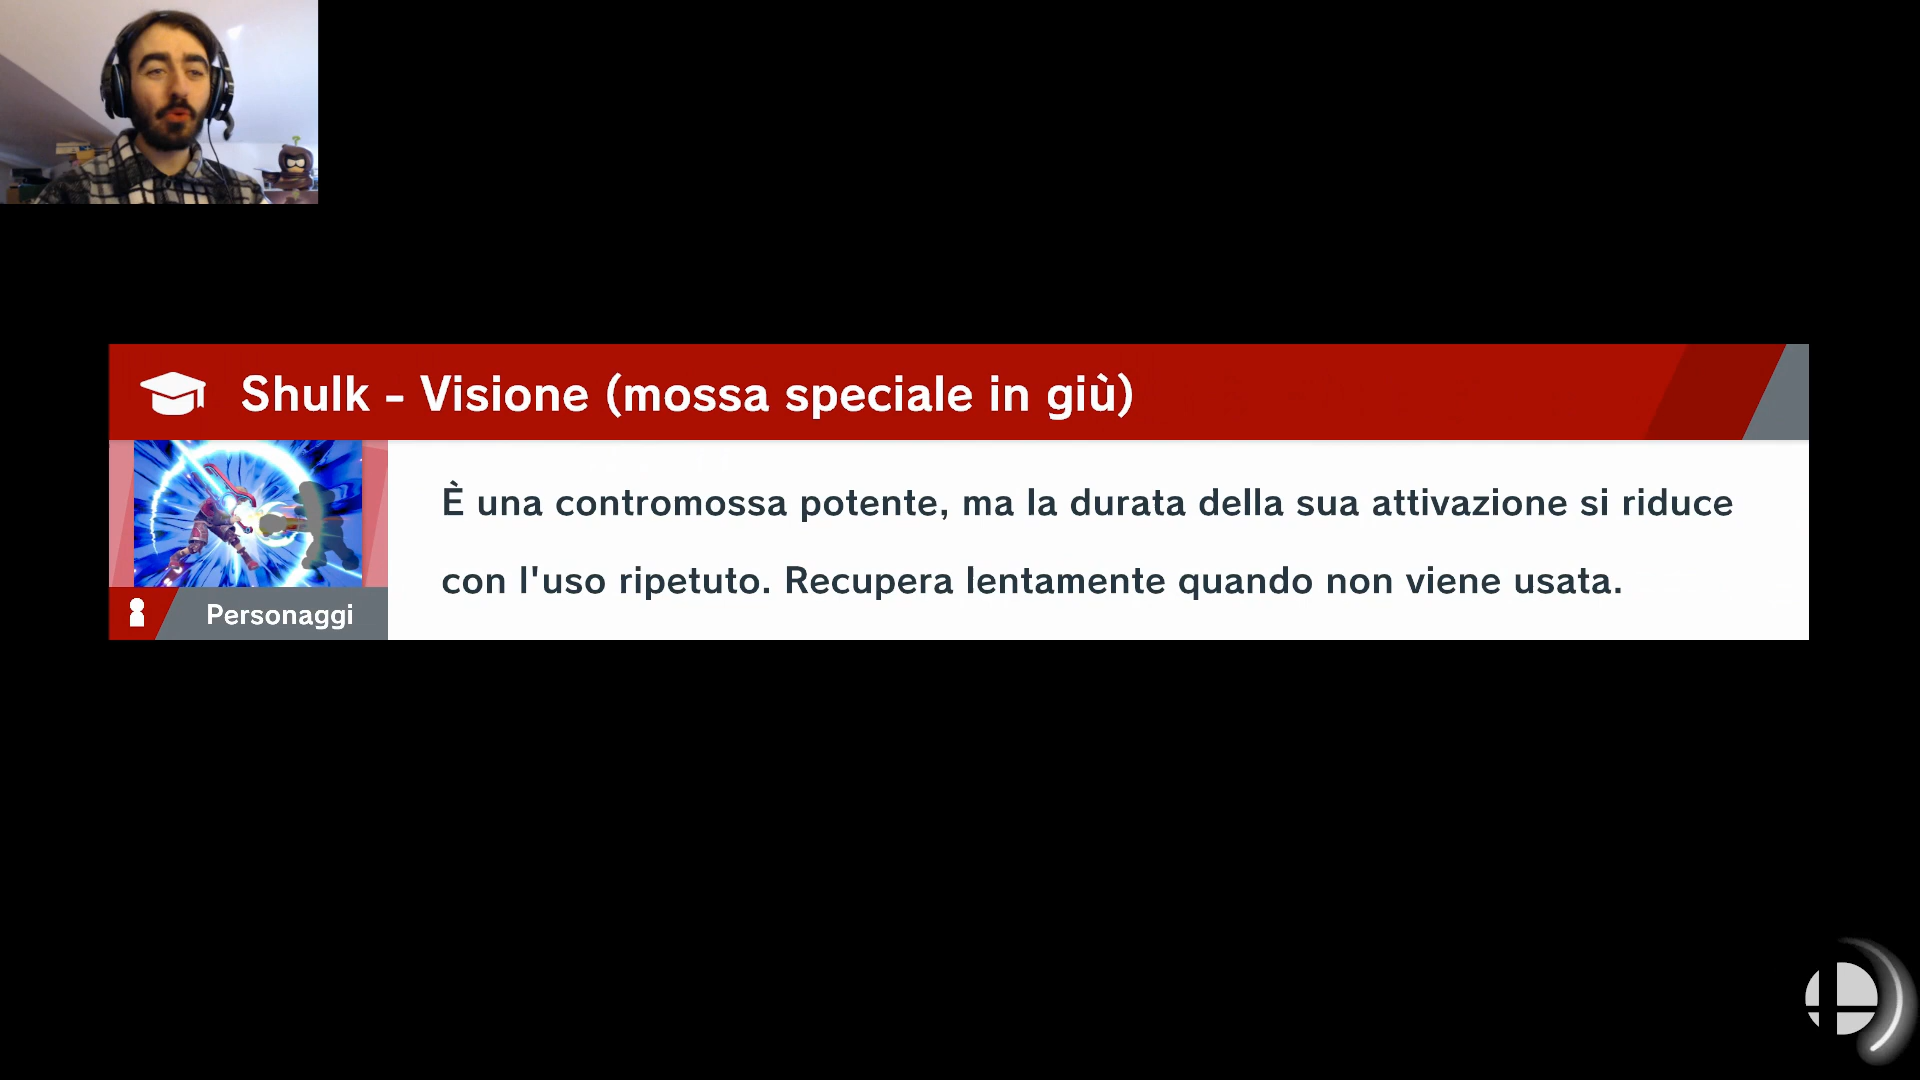 Shulk - Visione (mossa speciale in giù)
È una contromossa potente, ma la durata della sua attivazione si riduce
con l'uso ripetuto. Recupera lentamente quando non viene usata.
Personaggi